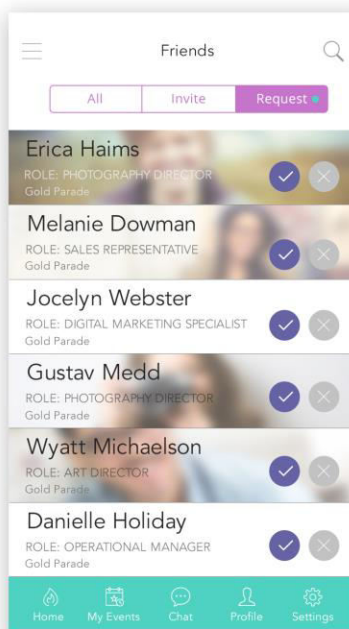 Friends
All Invite Request
Erica Haims
ROLE: PHOTOGRAPHY DIRECTOR
Gold Parade
Melanie Dowman
ROLE: SALES REPRESENTATIVE
Gold Parade
Jocelyn Webster
ROLE: DIGITAL MARKETING SPECIALIST
Gold Parade
Gustav Medd
ROLE: PHOTOGRAPHY DIRECTOR
Gold Parade
Wyatt Michaelson
ROLE: ART DIRECTOR
Gold Parade
Danielle Holiday
ROLE: OPERATIONAL MANAGER
Gold Parade
Home My Events Chat Profile Settings